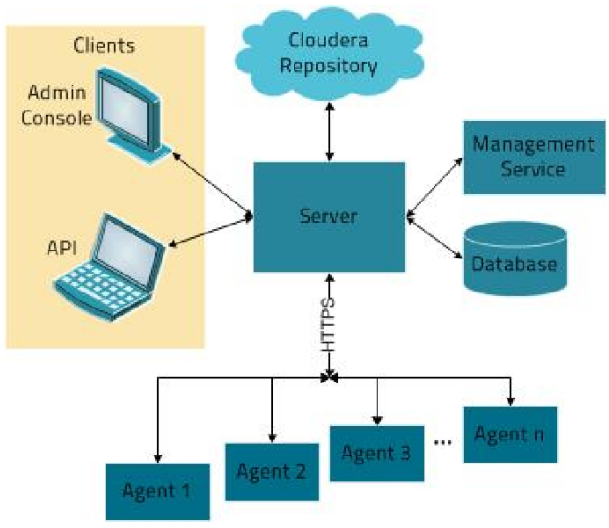 Clients
Admin
Console
API
Cloudera
Repository
Server
Management
Service
Database
HTTPS
Agent 1
Agent 2
Agent 3
...
Agent n